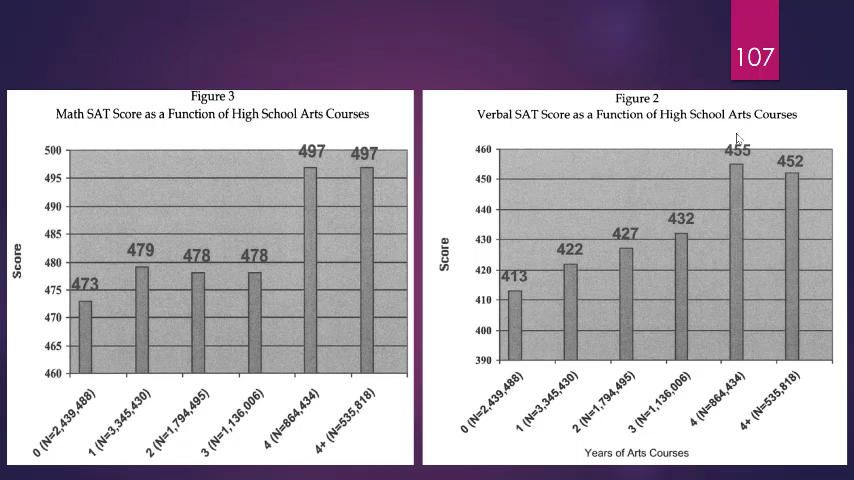 107
Figure 3
Math SAT Score as a Function of High School Arts Courses
500
495
490
485
480
475
470
465
460
Score
473
479
478
478
497
497
0 (N=2,439,488)
1 (N=3,345,430)
2 (N=1,794,495)
3 (N=1,136,006)
4 (N=864,434)
4+ (N=535,818)
Figure 2
Verbal SAT Score as a Function of High School Arts Courses
460
450
440
430
420
410
400
390
Score
413
422
427
432
455
452
0 (N=2,439,488)
1 (N=3,345,430)
2 (N=1,794,495)
3 (N=1,136,006)
4 (N=864,434)
4+ (N=535,818)
Years of Arts Courses